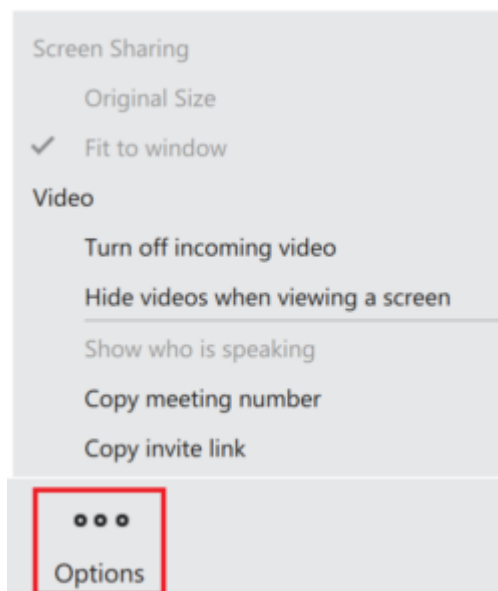 Screen Sharing
Original Size
Fit to window
Video
Turn off incoming video
Hide videos when viewing a screen
Show who is speaking
Copy meeting number
Copy invite link
Options